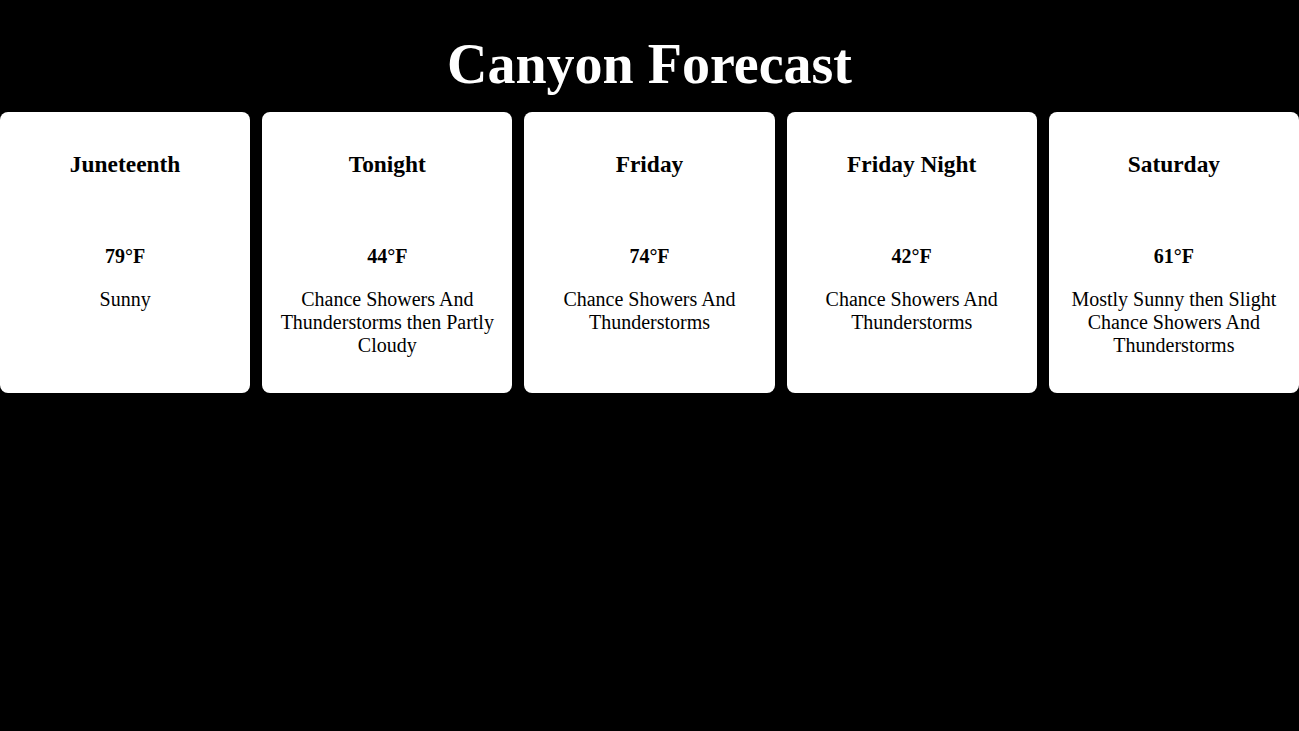 Canyon Forecast
Juneteenth
79°F
Sunny
Tonight
44°F
Chance Showers And
Thunderstorms then Partly
Cloudy
Friday
74°F
Chance Showers And
Thunderstorms
Friday Night
42°F
Chance Showers And
Thunderstorms
Saturday
61°F
Mostly Sunny then Slight
Chance Showers And
Thunderstorms